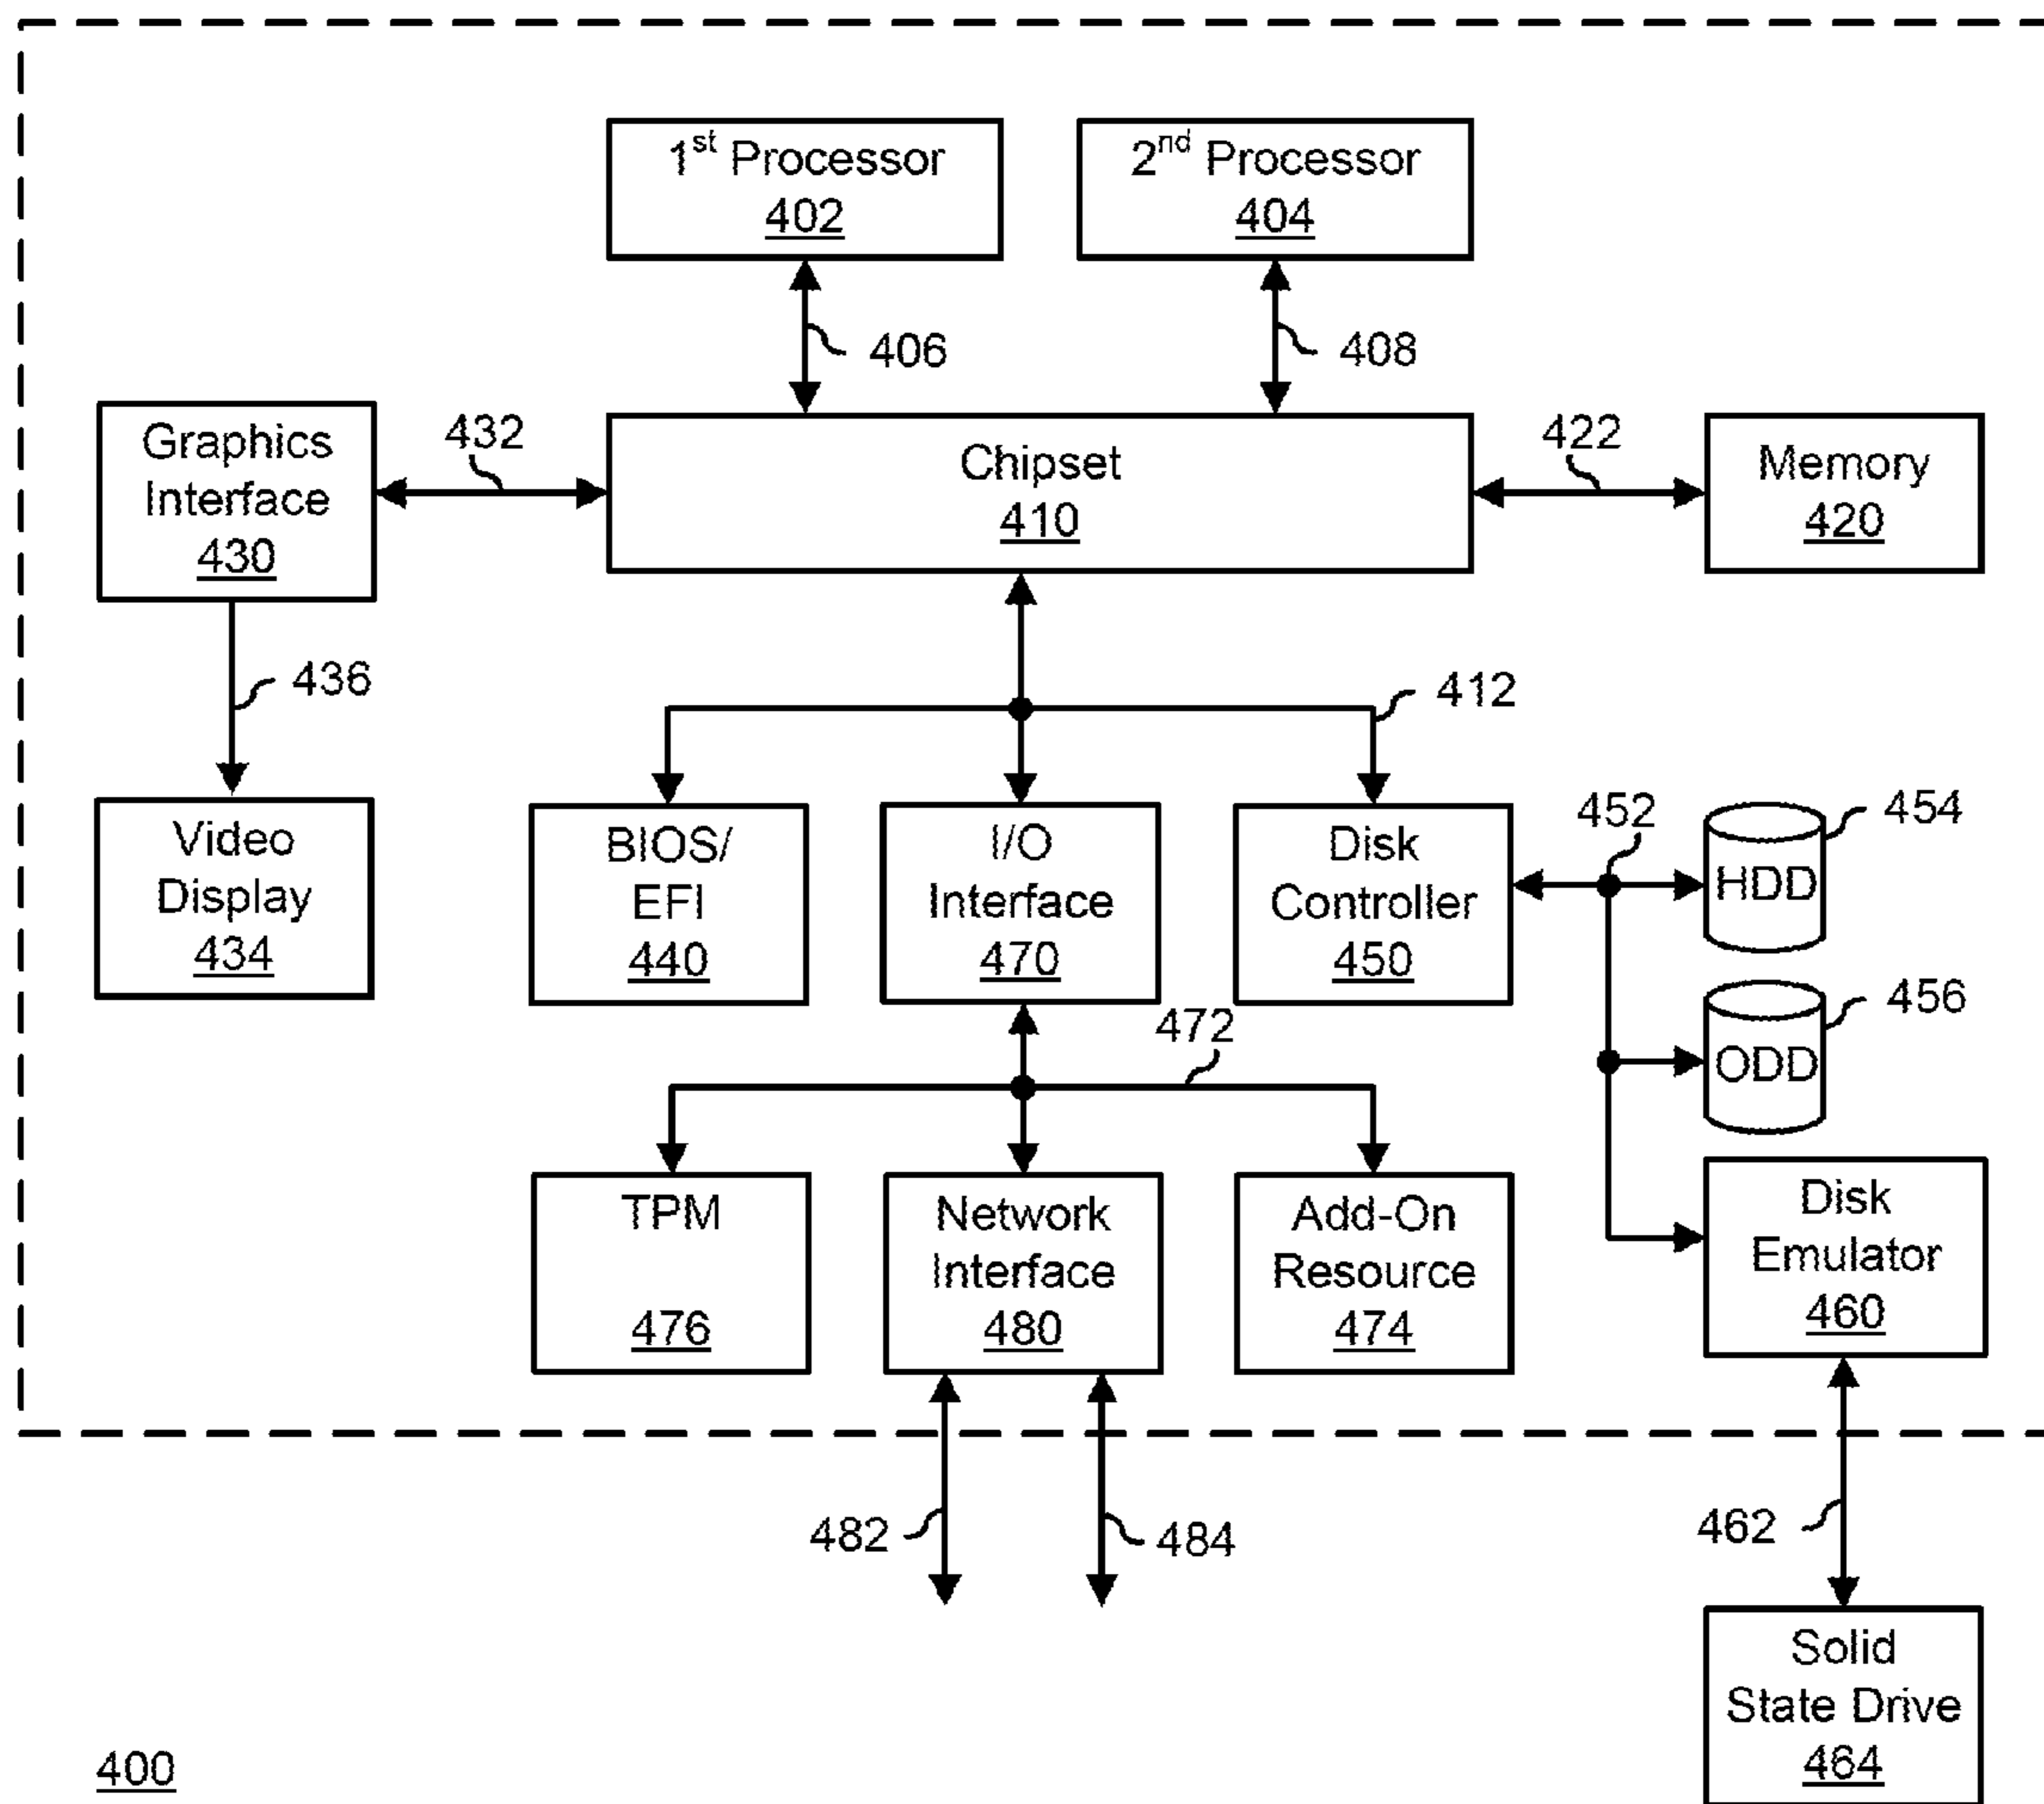 1st Processor
402
2nd Processor
404
406
408
Graphics
Interface
430
432
Chipset
410
422
Memory
420
436
412
Video
Display
434
BIOS/
EFI
440
I/O
Interface
470
Disk
Controller
450
452
454
HDD
456
ODD
472
TPM
476
Network
Interface
480
Add-On
Resource
474
Disk
Emulator
460
482
484
462
Solid
State Drive
464
400